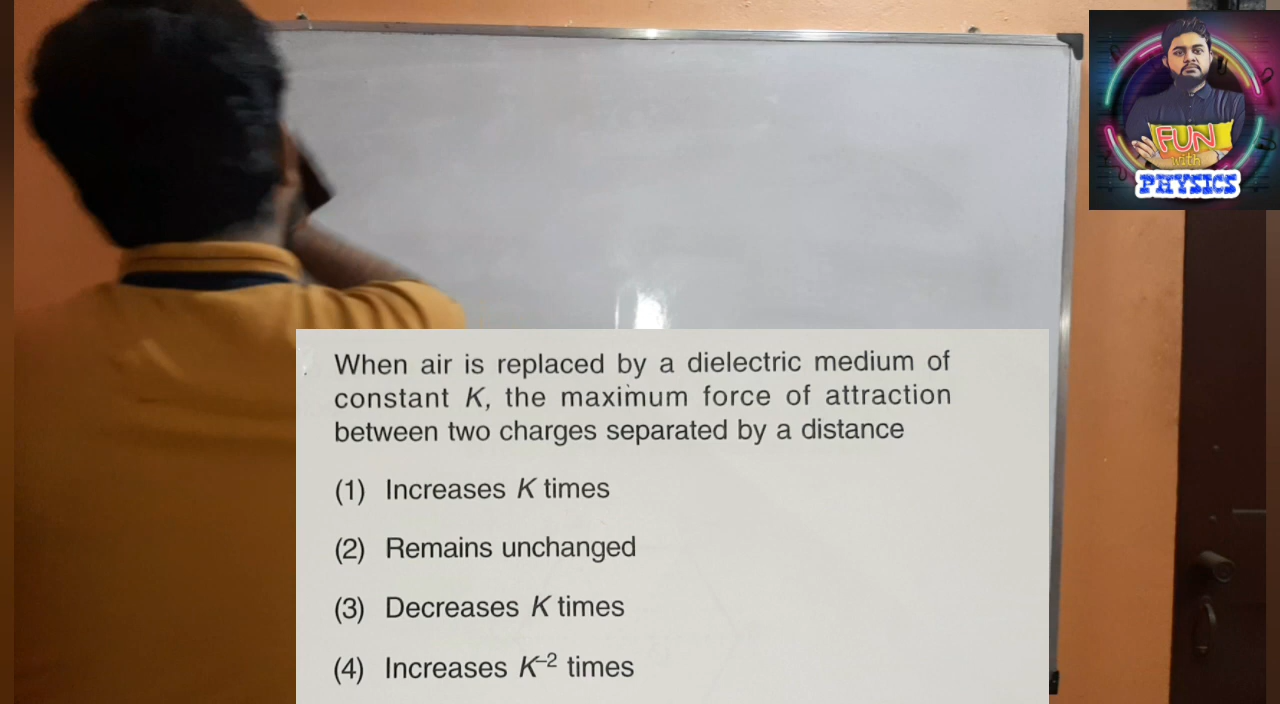 FUN
with
PHYSICS
When air is replaced by a dielectric medium of
constant K, the maximum force of attraction
between two charges separated by a distance
(1) Increases K times
(2) Remains unchanged
(3) Decreases K times
(4) Increases K⁻² times